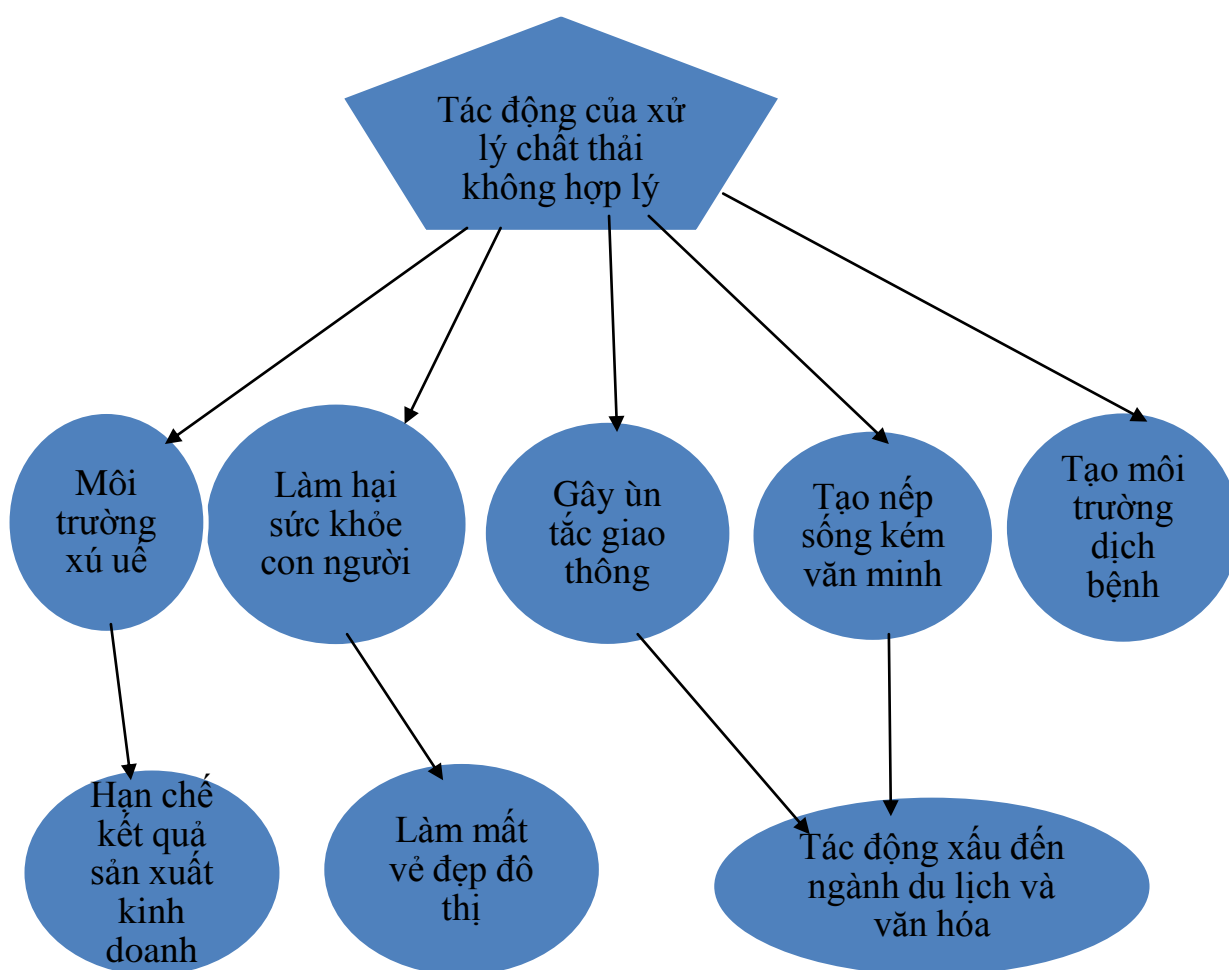 Tác động của xử
lý chất thải
không hợp lý
Môi
trường
xú uế
Làm hại
sức khỏe
con người
Gây ùn
tắc giao
thông
Tạo nếp
sống kém
văn minh
Tạo môi
trường
dịch
bệnh
Hạn chế
kết quả
sản xuất
kinh
doanh
Làm mất
vẻ đẹp đô
thị
Tác động xấu đến
ngành du lịch và
văn hóa